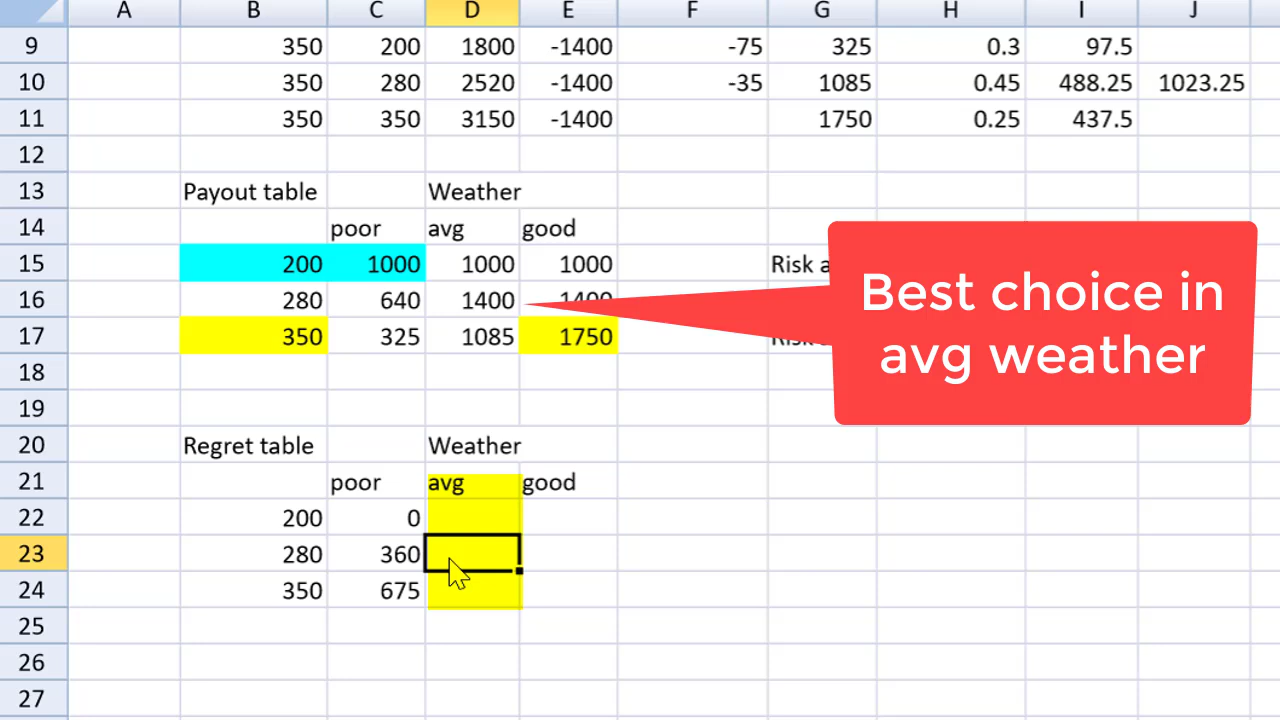 A B C D E F G H I J
9 350 200 1800 -1400 -75 325 0.3 97.5
10 350 280 2520 -1400 -35 1085 0.45 488.25 1023.25
11 350 350 3150 -1400 1750 0.25 437.5
12
13 Payout table Weather
14 poor avg good
15 200 1000 1000 1000 Risk
16 280 640 1400 1400
17 350 325 1085 1750
Best choice in
avg weather
18
19
20 Regret table Weather
21 poor avg good
22 200 0
23 280 360
24 350 675
25
26
27